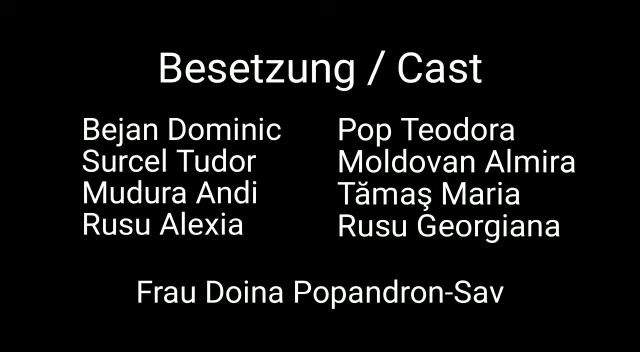 Besetzung / Cast
Bejan Dominic
Surcel Tudor
Mudura Andi
Rusu Alexia
Pop Teodora
Moldovan Almira
Tămaş Maria
Rusu Georgiana
Frau Doina Popandron-Sav